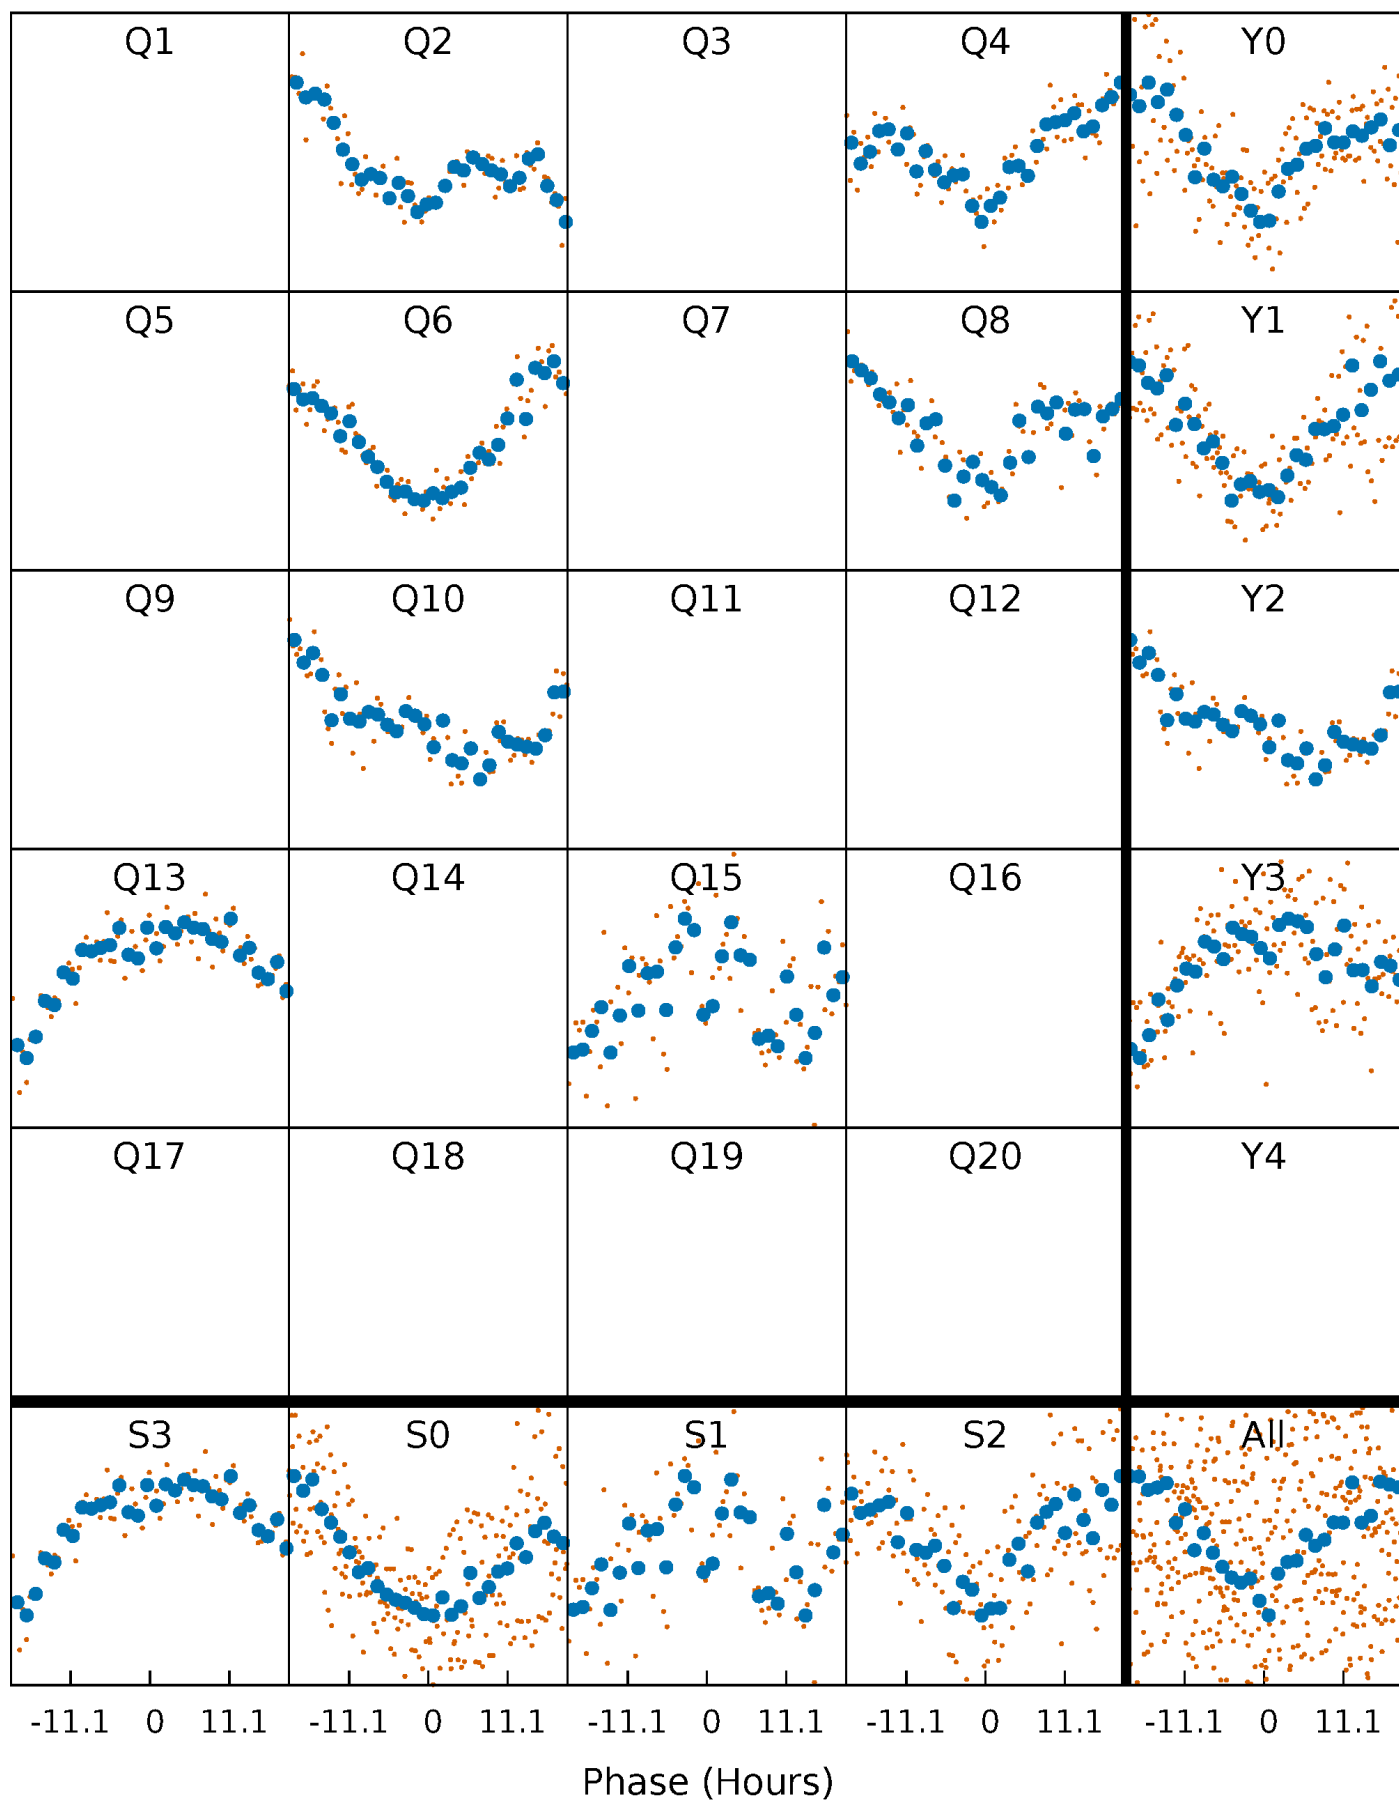 Q1 Q2 Q3 Q4 Y0
Q5 Q6 Q7 Q8 Y1
Q9 Q10 Q11 Q12 Y2
Q13 Q14 Q15 Q16 Y3
Q17 Q18 Q19 Q20 Y4
S3 S0 S1 S2 All
-11.1 0 11.1 -11.1 0 11.1 -11.1 0 11.1 -11.1 0 11.1 -11.1 0 11.1
Phase (Hours)